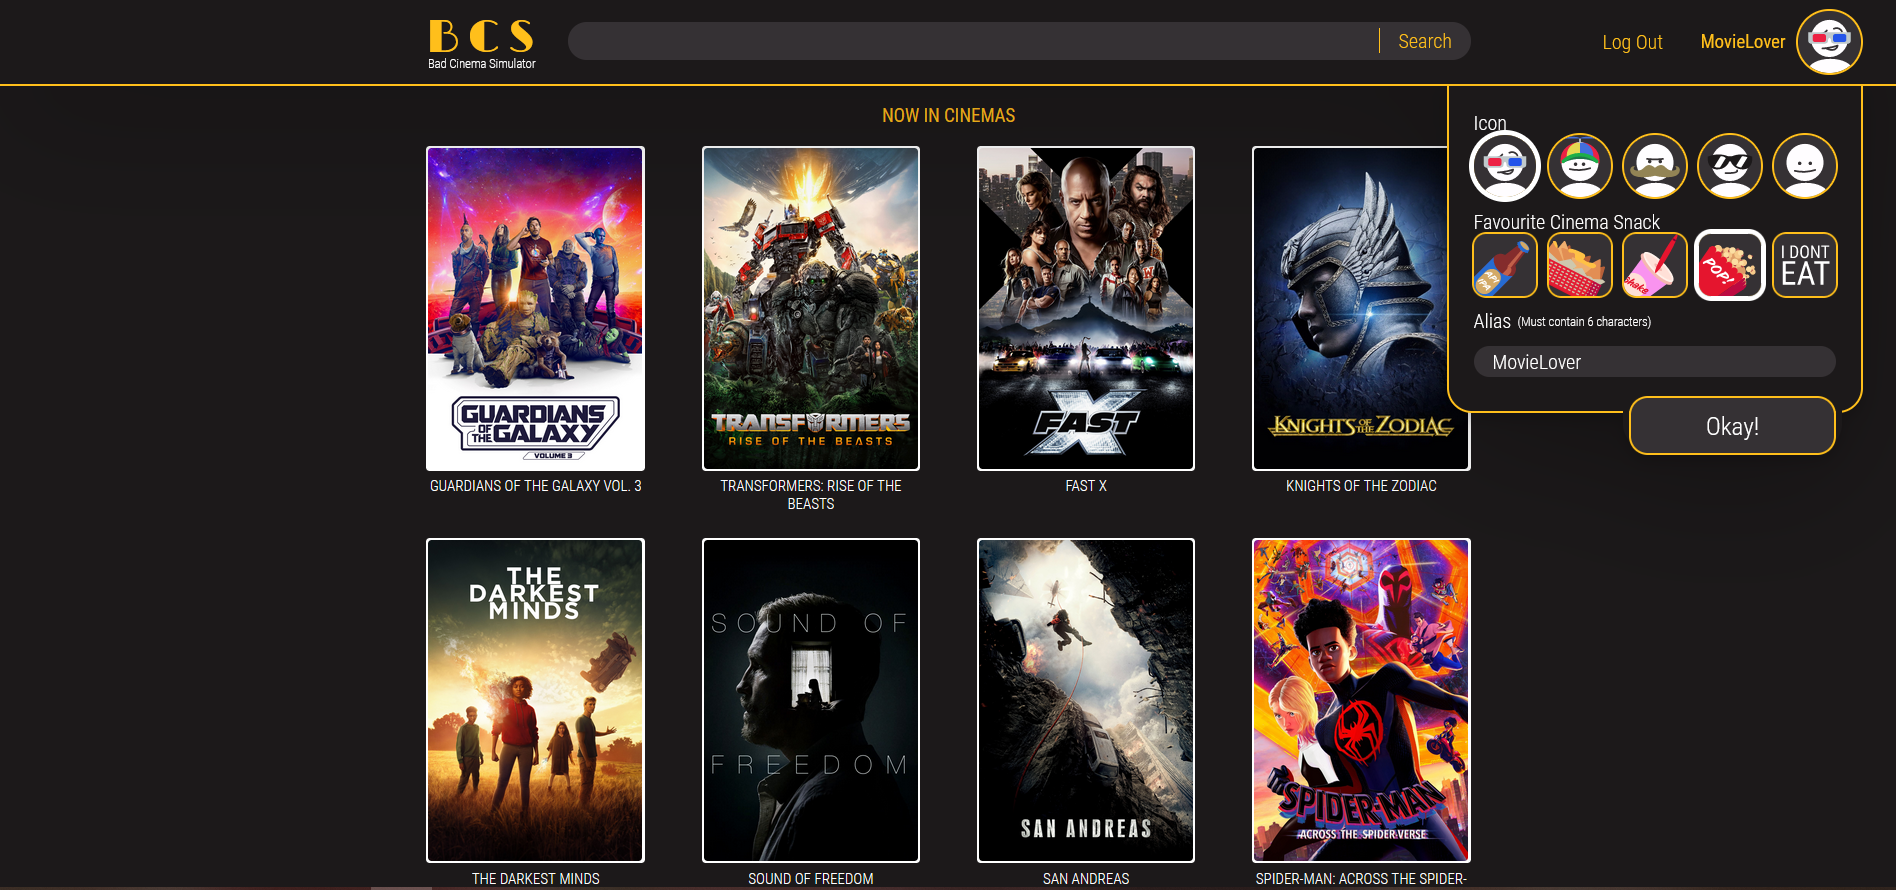 BCS
Bad Cinema Simulator
Search
Log Out
MovieLover
NOW IN CINEMAS
Icon
Favourite Cinema Snack
IPA
Shake
POP!
I DONT
EAT
Alias (Must contain 6 characters)
MovieLover
Okay!
GUARDIANS
OF THE GALAXY
VOLUME 3
TRANSFORMERS
RISE OF THE BEASTS
FAST X
KNIGHTS OF THE ZODIAC
GUARDIANS OF THE GALAXY VOL. 3
TRANSFORMERS: RISE OF THE
BEASTS
FAST X
KNIGHTS OF THE ZODIAC
THE
DARKEST
MINDS
SOUND OF
FREEDOM
SAN ANDREAS
SPIDER-MAN
ACROSS THE SPIDER-VERSE
THE DARKEST MINDS
SOUND OF FREEDOM
SAN ANDREAS
SPIDER-MAN: ACROSS THE SPIDER-